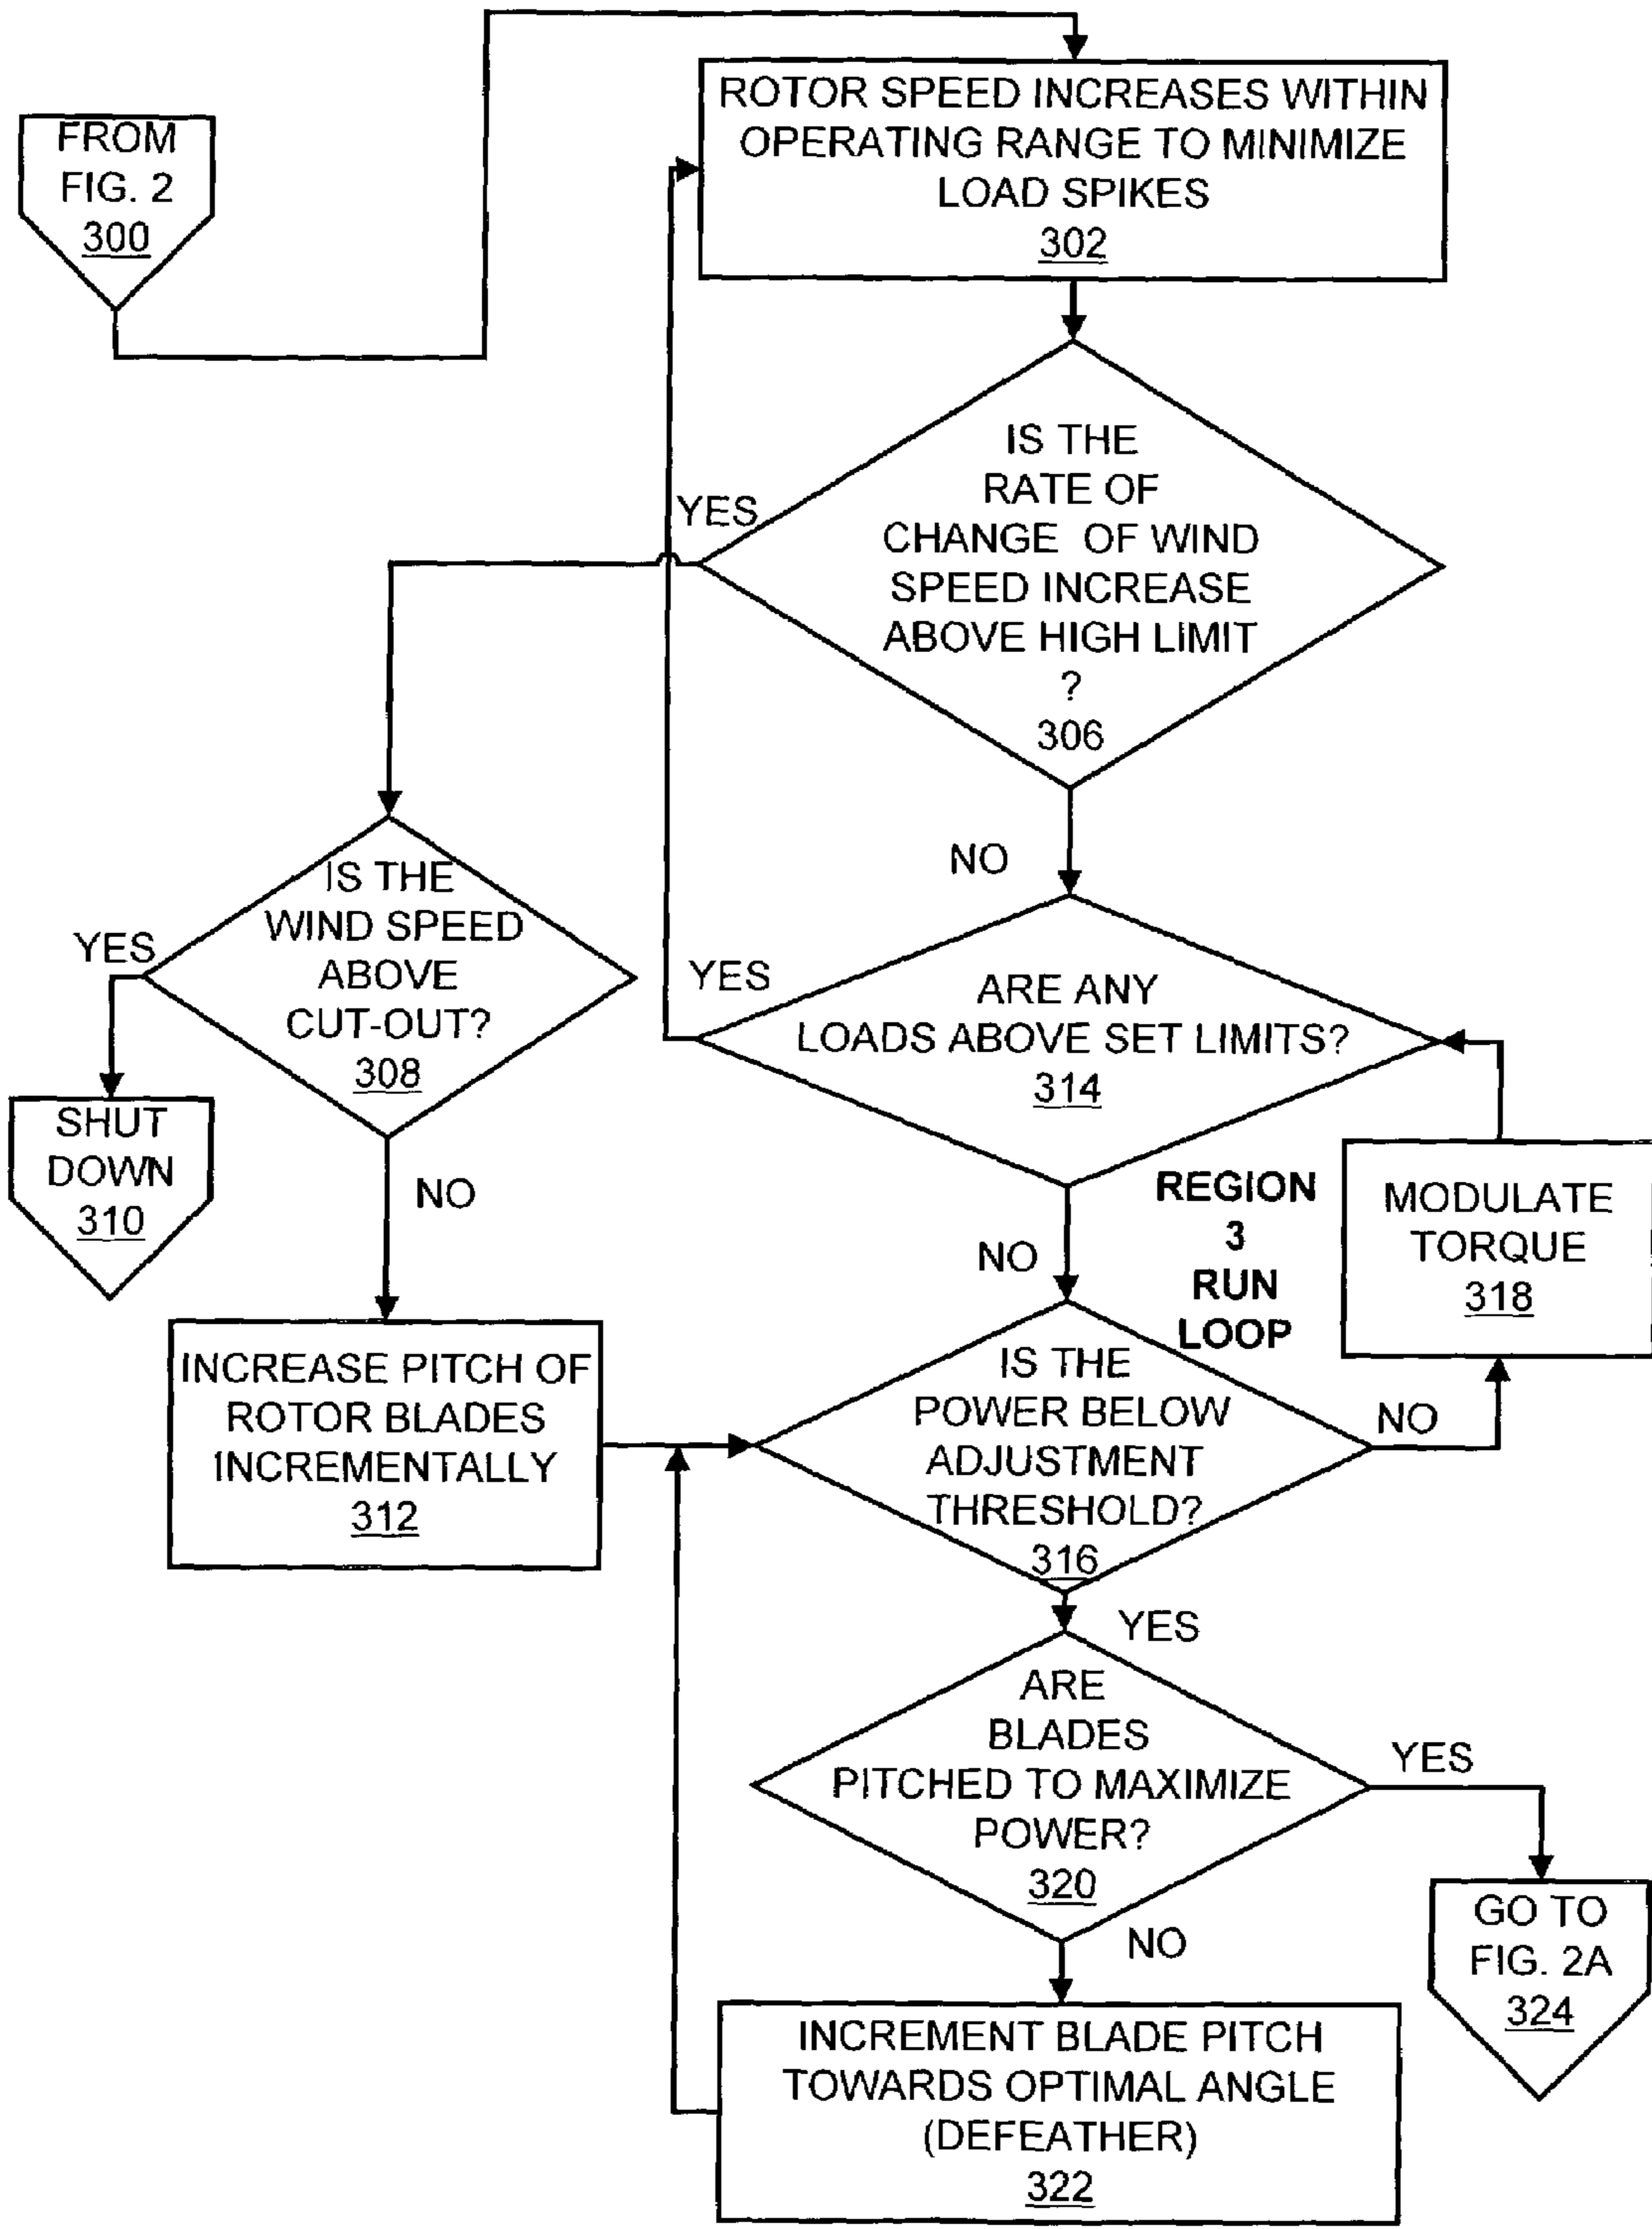 FROM
FIG. 2
300
ROTOR SPEED INCREASES WITHIN
OPERATING RANGE TO MINIMIZE
LOAD SPIKES
302
IS THE
RATE OF
CHANGE OF WIND
SPEED INCREASE
ABOVE HIGH LIMIT
?
306
YES
NO
IS THE
WIND SPEED
ABOVE
CUT-OUT?
308
YES
NO
SHUT
DOWN
310
INCREASE PITCH OF
ROTOR BLADES
INCREMENTALLY
312
ARE ANY
LOADS ABOVE SET LIMITS?
314
YES
NO
REGION
3
RUN
LOOP
MODULATE
TORQUE
318
IS THE
POWER BELOW
ADJUSTMENT
THRESHOLD?
316
NO
YES
ARE
BLADES
PITCHED TO MAXIMIZE
POWER?
320
YES
NO
GO TO
FIG. 2A
324
INCREMENT BLADE PITCH
TOWARDS OPTIMAL ANGLE
(DEFEATHER)
322